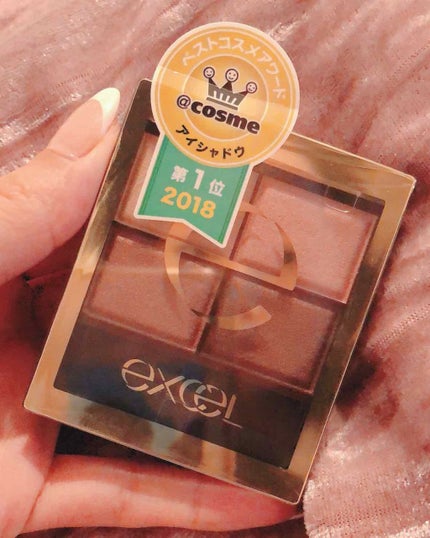 ベストコスメアワード
@cosme
アイシャドウ
第1位
2018
e
excel